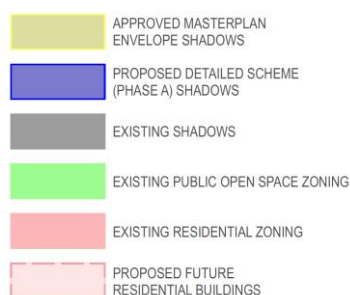 APPROVED MASTERPLAN
ENVELOPE SHADOWS
PROPOSED DETAILED SCHEME
(PHASE A) SHADOWS
EXISTING SHADOWS
EXISTING PUBLIC OPEN SPACE ZONING
EXISTING RESIDENTIAL ZONING
PROPOSED FUTURE
RESIDENTIAL BUILDINGS